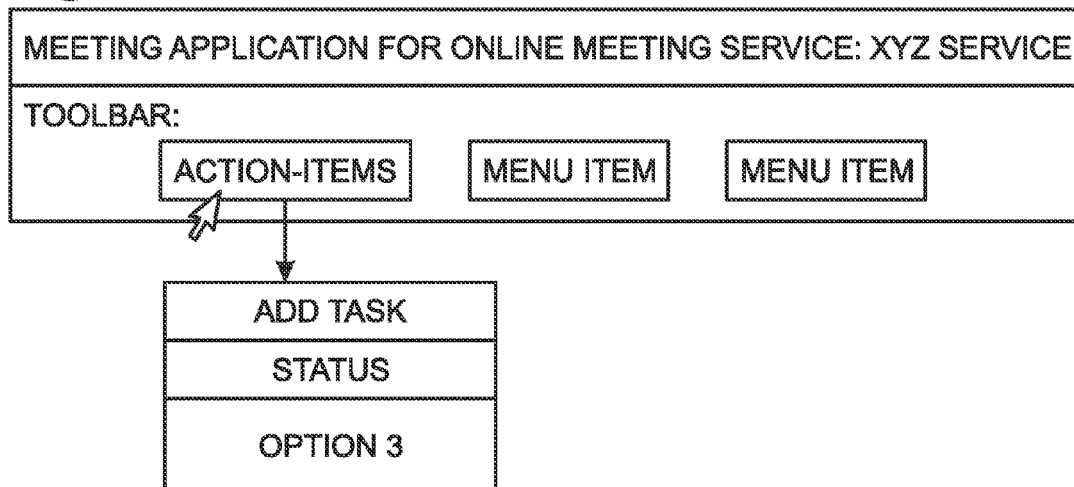 MEETING APPLICATION FOR ONLINE MEETING SERVICE: XYZ SERVICE
TOOLBAR:
ACTION-ITEMS MENU ITEM MENU ITEM
ADD TASK
STATUS
OPTION 3